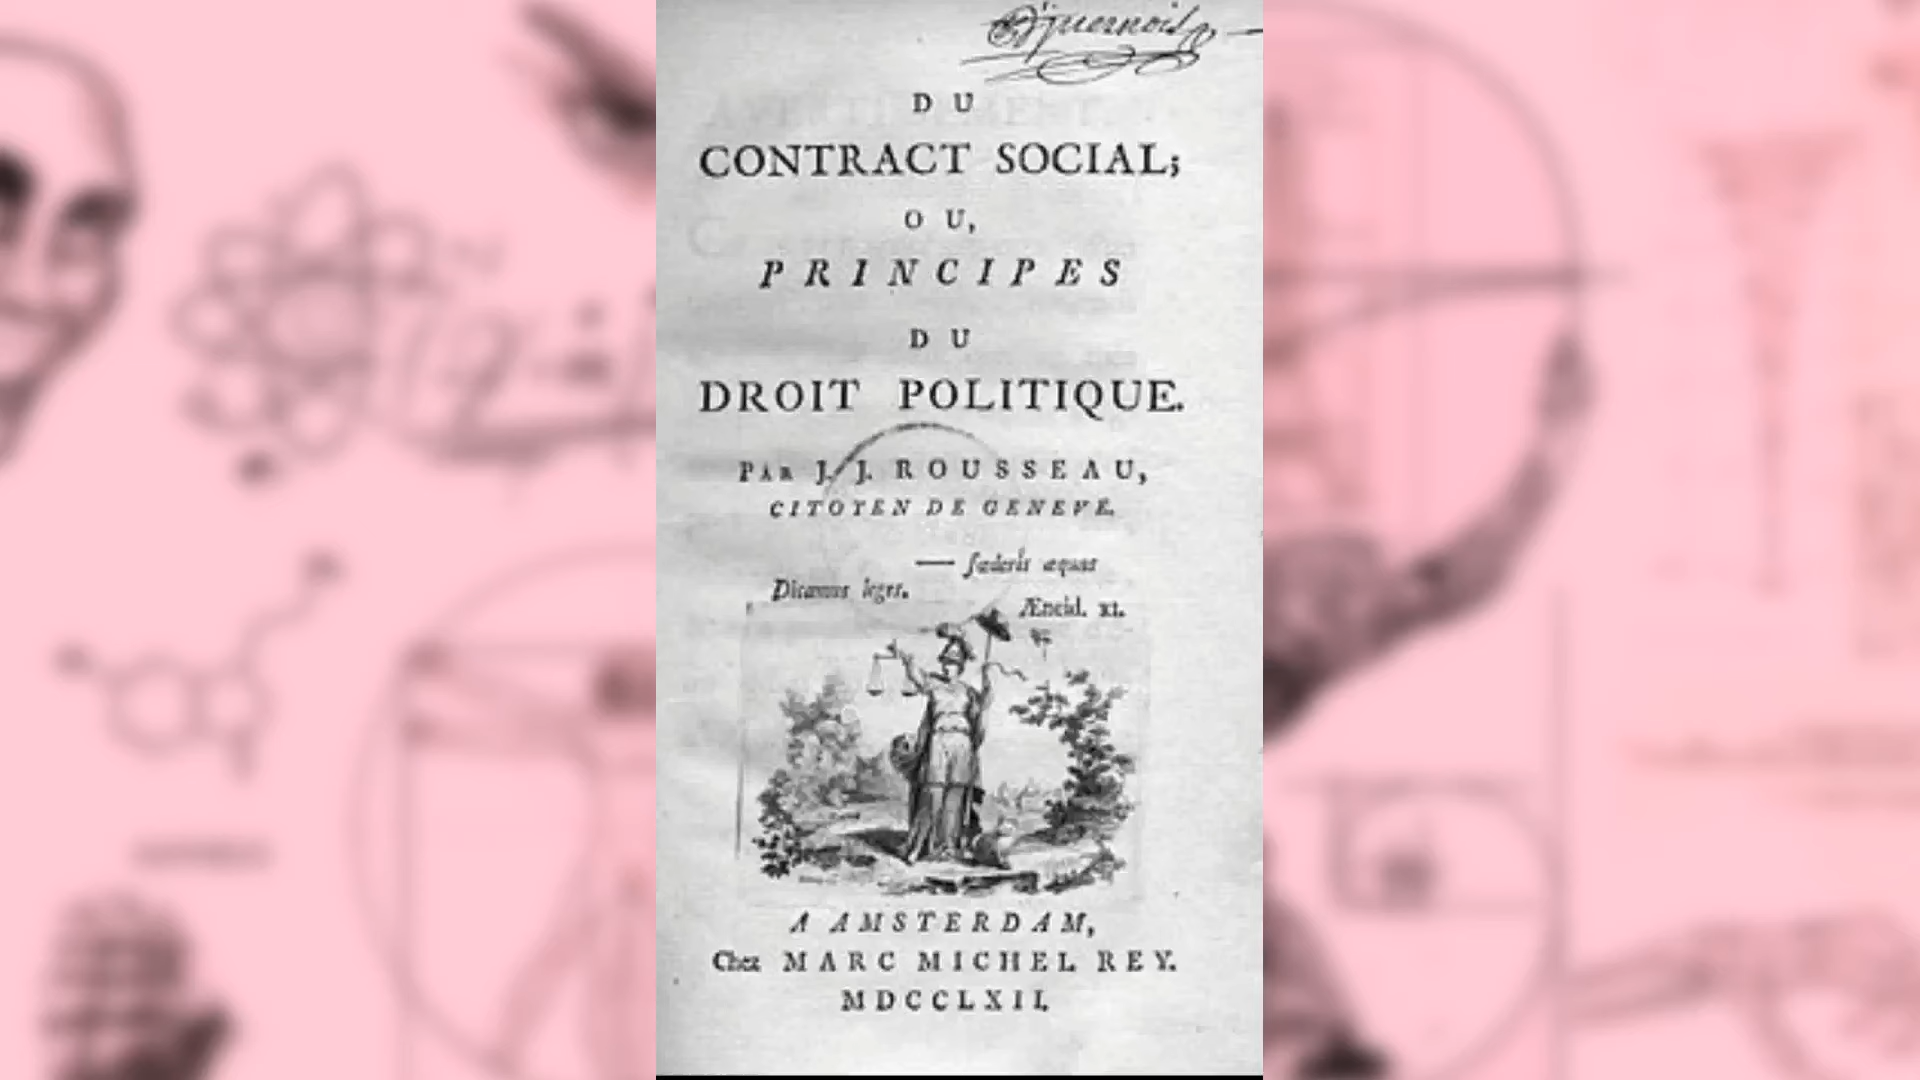 DU
CONTRACT SOCIAL;
OU,
PRINCIPES
DU
DROIT POLITIQUE.
PAR J. J. ROUSSEAU,
CITOYEN DE GENEVE.
— fœderis æquas
Dicamus leges.
Æneid. XI.
A AMSTERDAM,
Chez MARC MICHEL REY.
MDCCLXII.